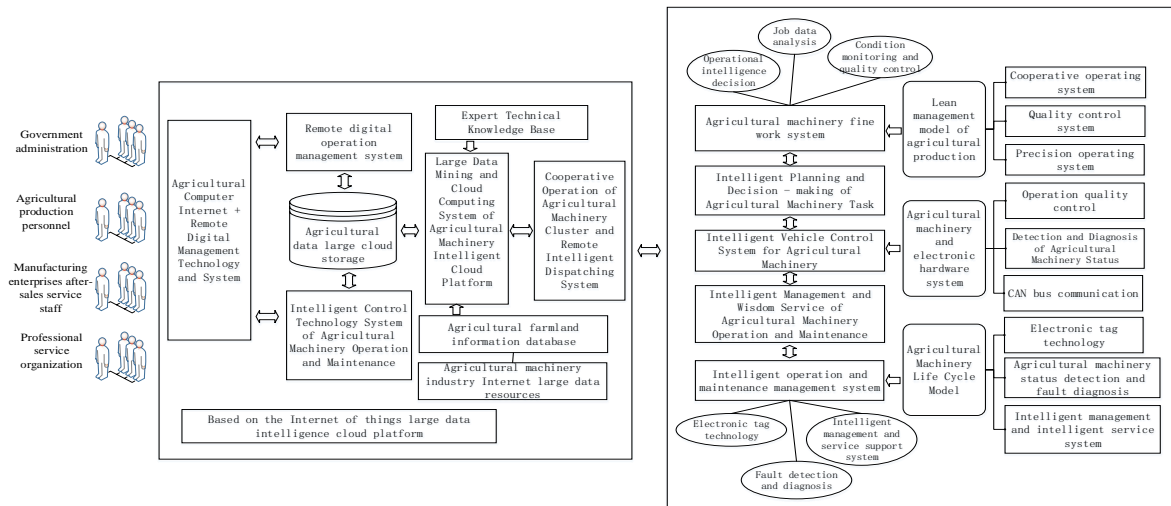 Government
administration
Agricultural
production
personnel
Manufacturing
enterprises after-
sales service
staff
Professional
service
organization
Agricultural
Computer
Internet +
Remote
Digital
Management
Technology
and System
Remote digital
operation
management system
Agricultural
data large cloud
storage
Intelligent Control
Technology System
of Agricultural
Machinery Operation
and Maintenance
Expert Technical
Knowledge Base
Large Data
Mining and
Cloud
Computing
System of
Agricultural
Machinery
Intelligent
Cloud
Platform
Cooperative
Operation of
Agricultural
Machinery
Cluster and
Remote
Intelligent
Dispatching
System
Agricultural farmland
information database
Agricultural machinery
industry Internet large data
resources
Based on the Internet of things large data
intelligence cloud platform
Job data
analysis
Operational
intelligence
decision
Condition
monitoring and
quality control
Agricultural machinery fine
work system
Intelligent Planning and
Decision - making of
Agricultural Machinery Task
Intelligent Vehicle Control
System for Agricultural
Machinery
Intelligent Management and
Wisdom Service of
Agricultural Machinery
Operation and Maintenance
Intelligent operation and
maintenance management system
Electronic tag
technology
Intelligent
management and
service support
system
Fault detection
and diagnosis
Lean
management
model of
agricultural
production
Agricultural
machinery
and
electronic
hardware
system
Agricultural
Machinery
Life Cycle
Model
Cooperative operating
system
Quality control
system
Precision operating
system
Operation quality
control
Detection and Diagnosis
of Agricultural
Machinery Status
CAN bus communication
Electronic tag
technology
Agricultural machinery
status detection and
fault diagnosis
Intelligent management
and intelligent service
system